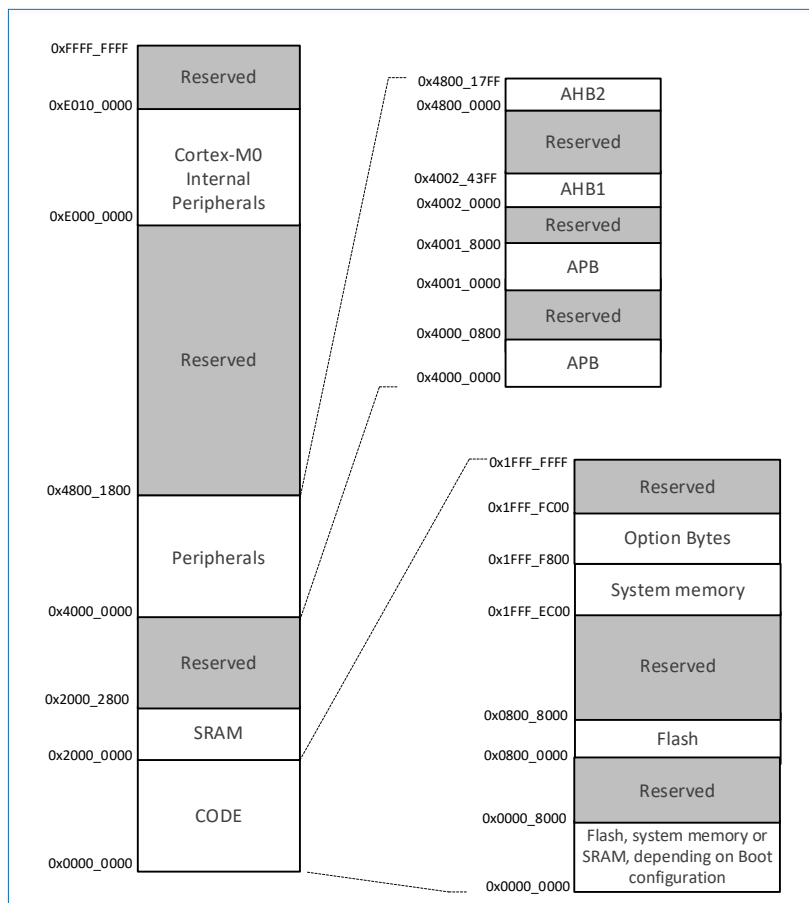 0xFFFF_FFFF
Reserved
0xE010_0000
Cortex-M0
Internal
Peripherals
0xE000_0000
Reserved
0x4800_1800
Peripherals
0x4000_0000
Reserved
0x2000_2800
SRAM
0x2000_0000
CODE
0x0000_0000
0x4800_17FF
AHB2
0x4800_0000
Reserved
0x4002_43FF
AHB1
0x4002_0000
Reserved
0x4001_8000
APB
0x4001_0000
Reserved
0x4000_0800
APB
0x4000_0000
0x1FFF_FFFF
Reserved
0x1FFF_FC00
Option Bytes
0x1FFF_F800
System memory
0x1FFF_EC00
Reserved
0x0800_8000
Flash
0x0800_0000
Reserved
0x0000_8000
Flash, system memory or
SRAM, depending on Boot
configuration
0x0000_0000